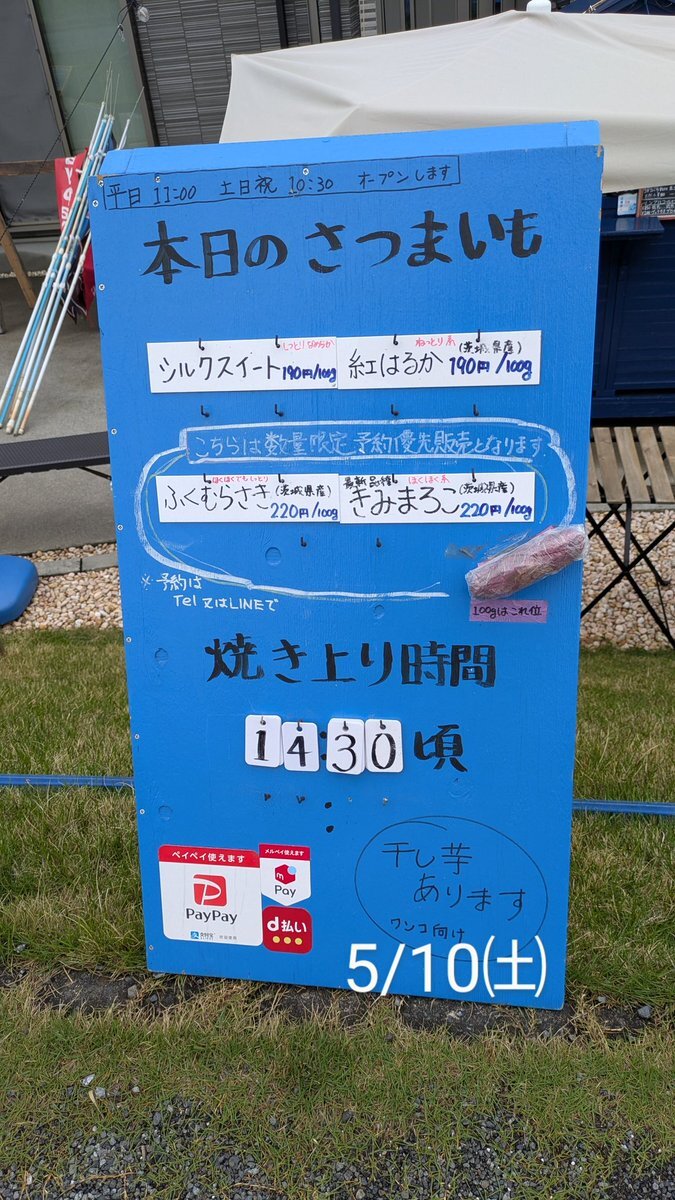 平日 11:00 土日祝 10:30 オープンします
本日の さつまいも
しっとりなめらか
シルクスイート 190円/100g
ねっとり系
紅はるか (茨城県産) 190円/100g
こちらは数量限定 予約優先販売となります
ほくほくでもしっとり
ふくむらさき (茨城県産) 220円/100g
最新品種 ほくほく系
きみまろこ (茨城県産) 220円/100g
※予約は
Tel 又はLINEで
100gはこれ位
焼き上り時間
14:30頃
ペイペイ使えます
PayPay
メルペイ使えます
m
Pay
d払い
干し芋
あります
ワンコ向け
5/10(土)